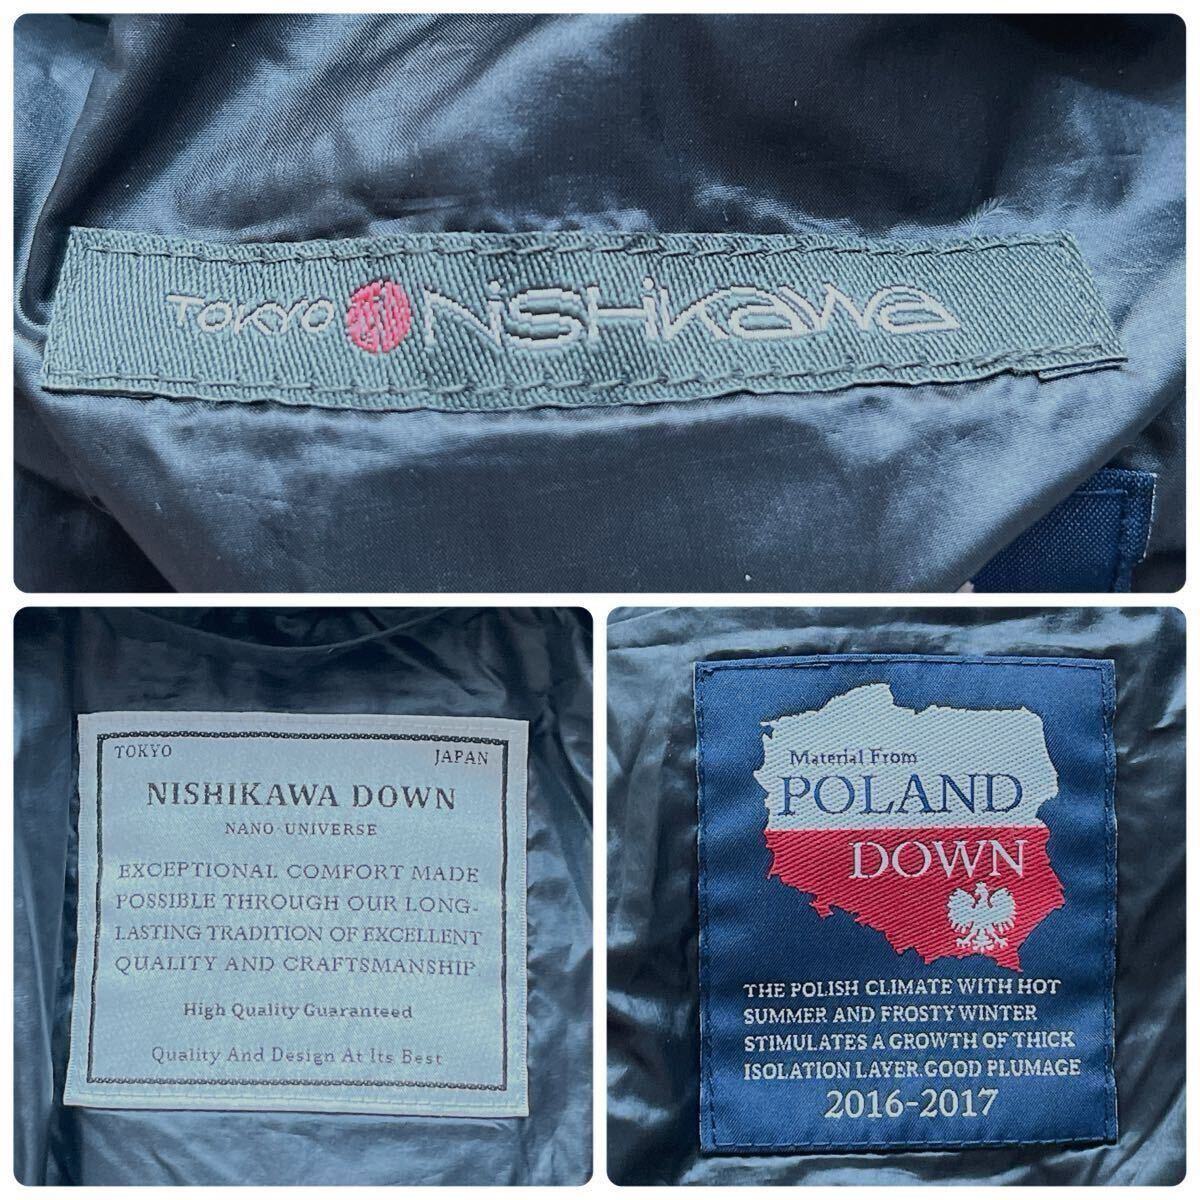 TOKYO NiSHiKaWa
TOKYO JAPAN
NISHIKAWA DOWN
NANO·UNIVERSE
EXCEPTIONAL COMFORT MADE
POSSIBLE THROUGH OUR LONG-
LASTING TRADITION OF EXCELLENT
QUALITY AND CRAFTSMANSHIP.
High Quality Guaranteed
Quality And Design At Its Best
Material From
POLAND
DOWN
THE POLISH CLIMATE WITH HOT
SUMMER AND FROSTY WINTER
STIMULATES A GROWTH OF THICK
ISOLATION LAYER.GOOD PLUMAGE
2016-2017